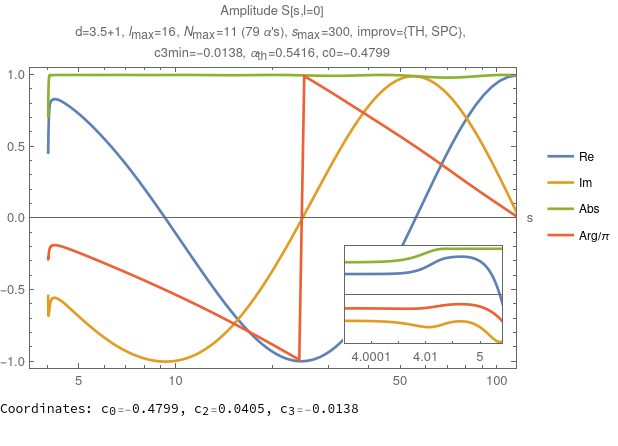 Amplitude S[s,l=0]
d=3.5+1, lmax=16, Nmax=11 (79 α's), smax=300, improv={TH, SPC},
c3min=−0.0138, αth=0.5416, c0=−0.4799
1.0
0.5
0.0
−0.5
−1.0
5
10
50
100
s
4.0001
4.01
5
Re
Im
Abs
Arg/π
Coordinates: c0=−0.4799, c2=0.0405, c3=−0.0138